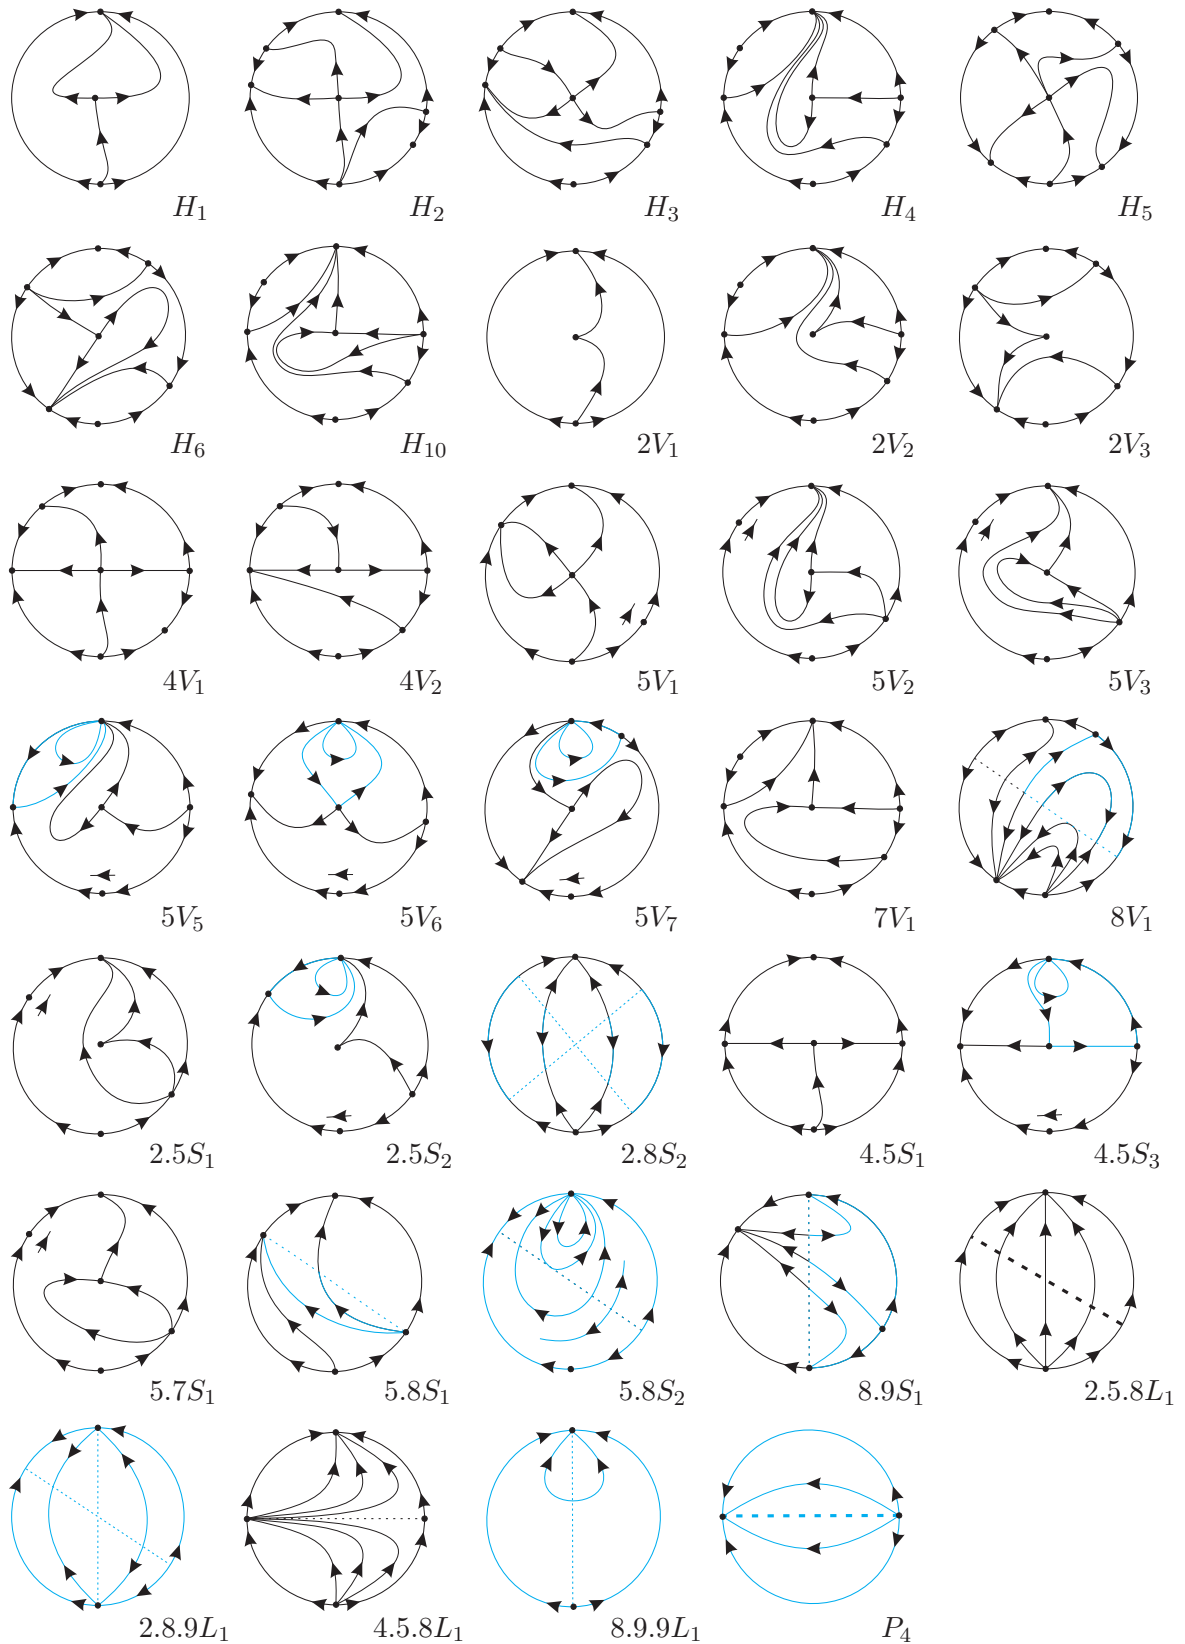 H₁ H₂ H₃ H₄ H₅
H₆ H₁₀ 2V₁ 2V₂ 2V₃
4V₁ 4V₂ 5V₁ 5V₂ 5V₃
5V₅ 5V₆ 5V₇ 7V₁ 8V₁
2.5S₁ 2.5S₂ 2.8S₂ 4.5S₁ 4.5S₃
5.7S₁ 5.8S₁ 5.8S₂ 8.9S₁ 2.5.8L₁
2.8.9L₁ 4.5.8L₁ 8.9.9L₁ P₄